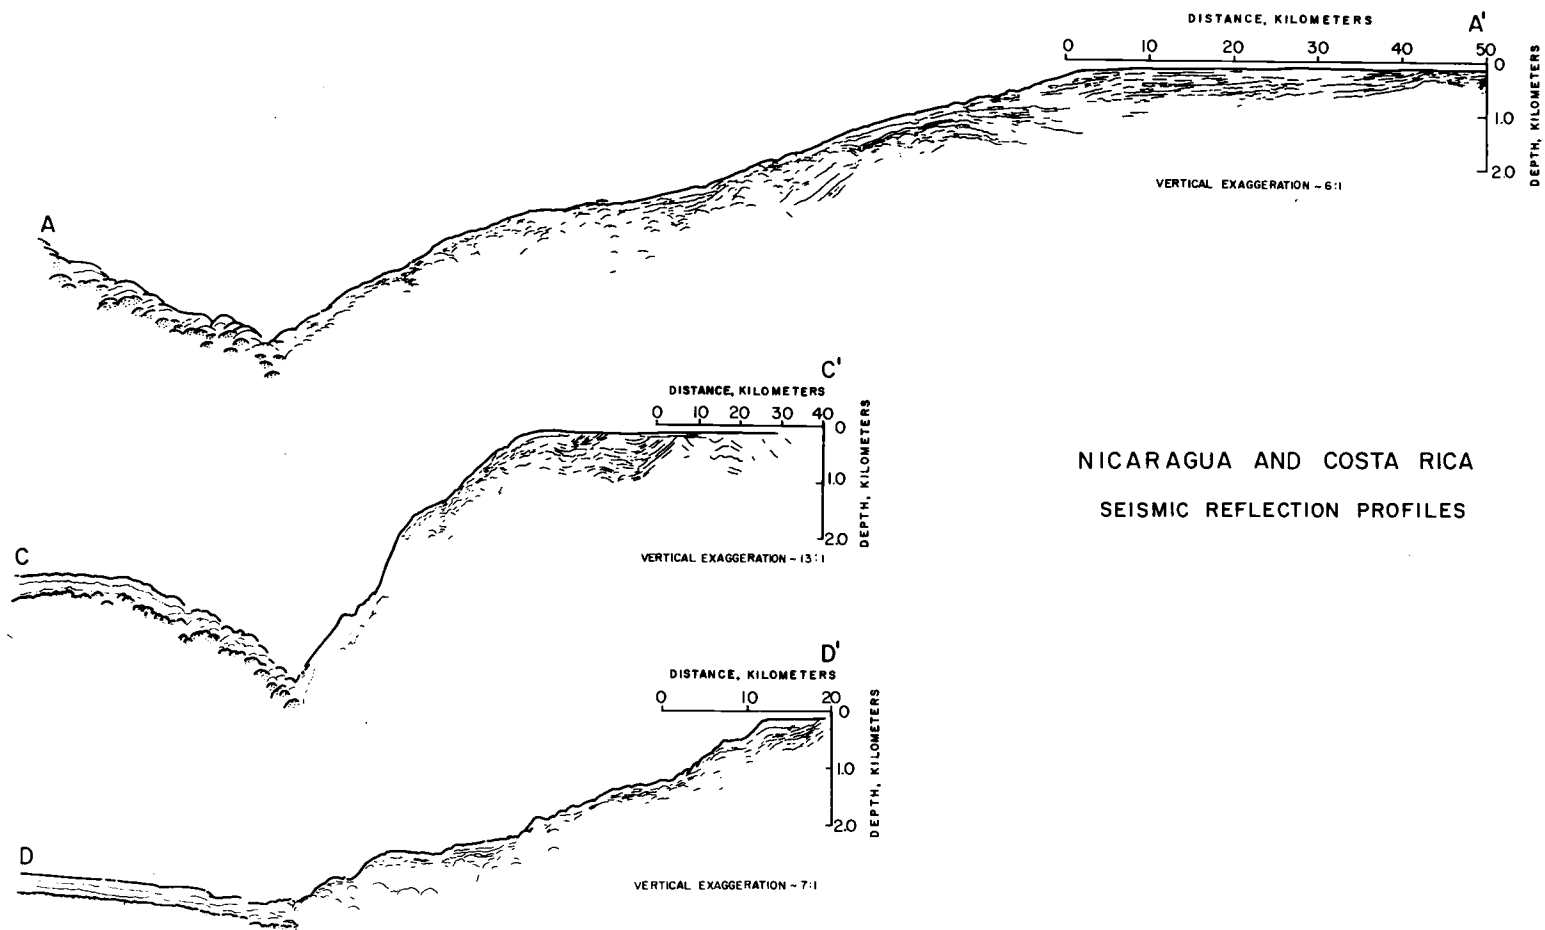 DISTANCE, KILOMETERS
A'
0 10 20 30 40 50
0
1.0
2.0
DEPTH, KILOMETERS
VERTICAL EXAGGERATION ~ 6:1
A
C'
DISTANCE, KILOMETERS
0 10 20 30 40
0
1.0
2.0
DEPTH, KILOMETERS
VERTICAL EXAGGERATION ~ 13:1
C
NICARAGUA AND COSTA RICA
SEISMIC REFLECTION PROFILES
D'
DISTANCE, KILOMETERS
0 10 20
0
1.0
2.0
DEPTH, KILOMETERS
VERTICAL EXAGGERATION ~ 7:1
D